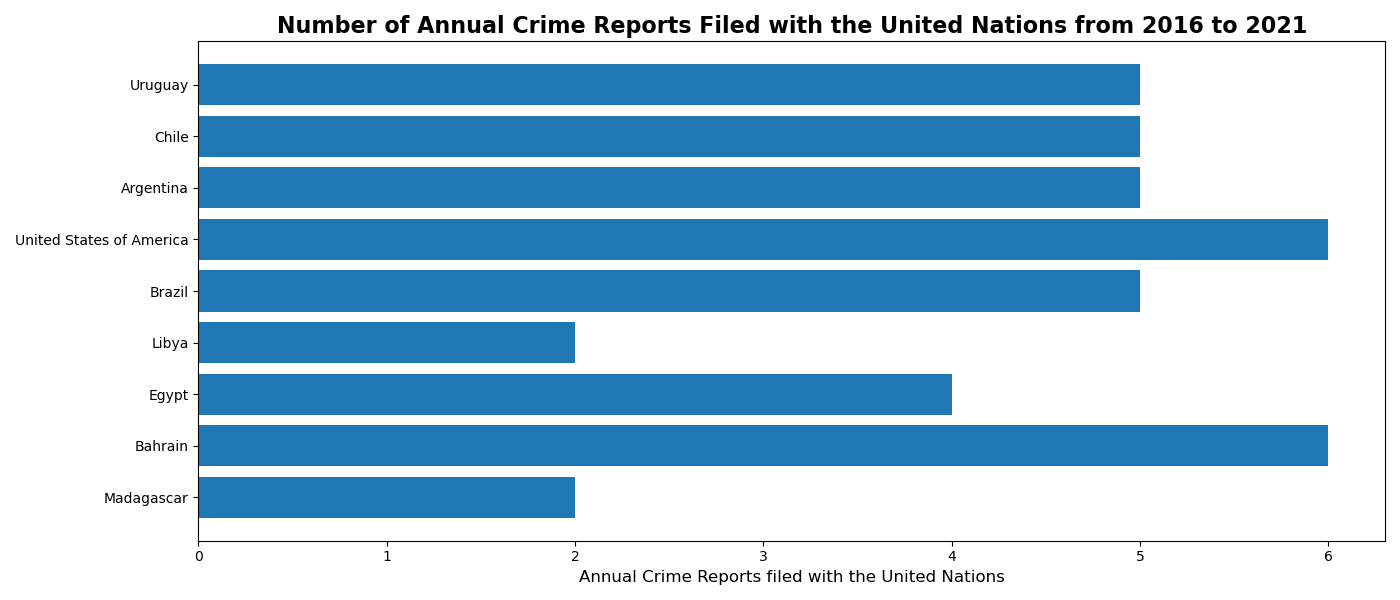 Number of Annual Crime Reports Filed with the United Nations from 2016 to 2021
Uruguay
Chile
Argentina
United States of America
Brazil
Libya
Egypt
Bahrain
Madagascar
0 1 2 3 4 5 6
Annual Crime Reports filed with the United Nations